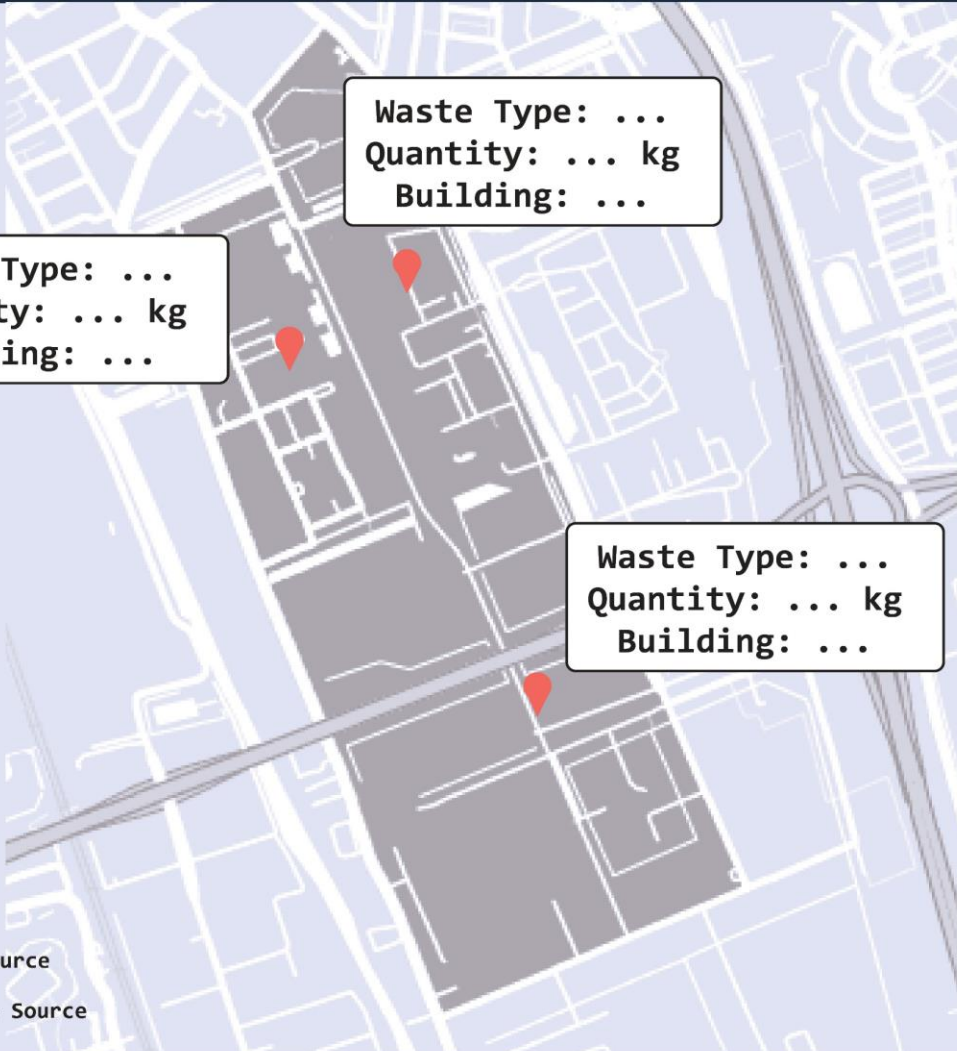 Waste Type: ...
Quantity: ... kg
Building: ...
Type: ...
ty: ... kg
ing: ...
Waste Type: ...
Quantity: ... kg
Building: ...
urce
Source